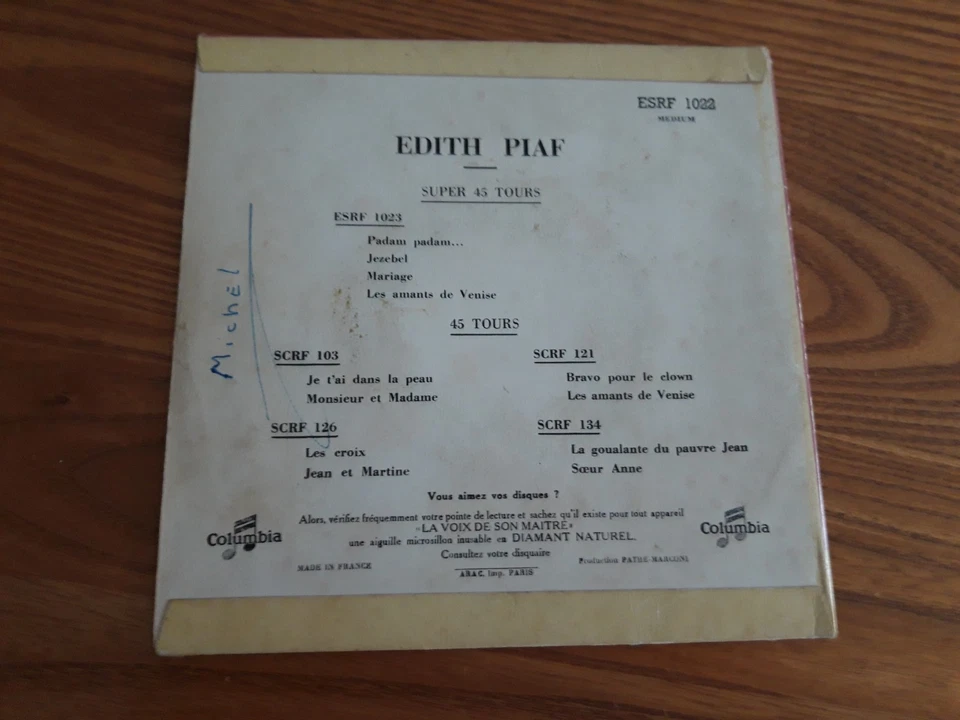 ESRF 1022
MEDIUM
EDITH PIAF
SUPER 45 TOURS
ESRF 1023
Padam padam...
Jezebel
Mariage
Les amants de Venise
Michel
45 TOURS
SCRF 103
Je t'ai dans la peau
Monsieur et Madame
SCRF 121
Bravo pour le clown
Les amants de Venise
SCRF 126
Les croix
Jean et Martine
SCRF 134
La goualante du pauvre Jean
Sœur Anne
Vous aimez vos disques ?
Alors, vérifiez fréquemment votre pointe de lecture et sachez qu'il existe pour tout appareil
«LA VOIX DE SON MAITRE»
une aiguille microsillon inusable en DIAMANT NATUREL.
Consultez votre disquaire
Columbia
Columbia
MADE IN FRANCE
ARAC. Imp. PARIS
Production PATHE MARCONI